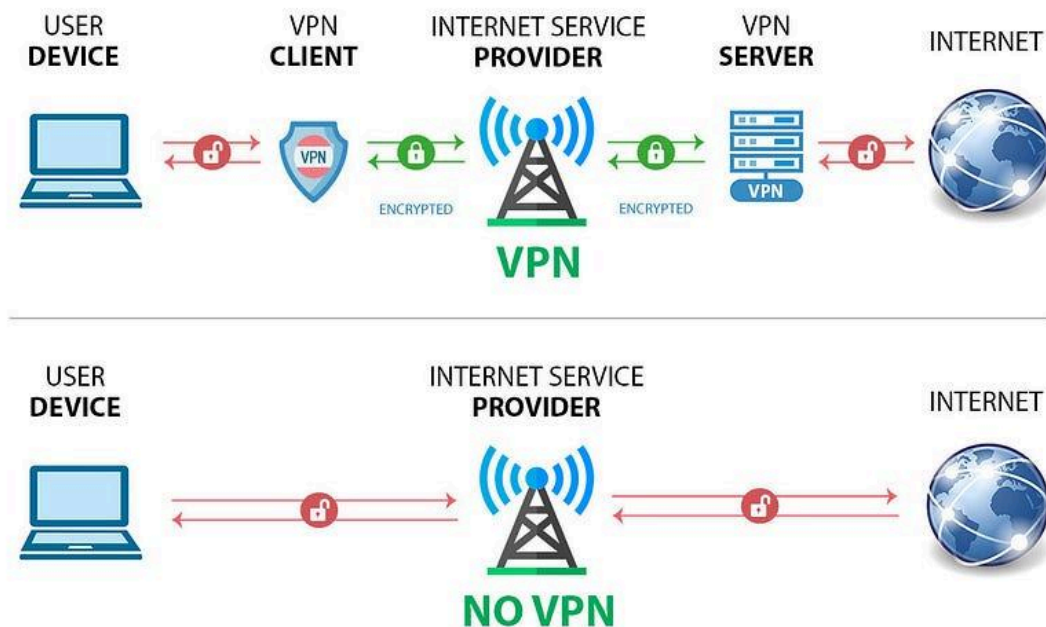 USER
DEVICE
VPN
CLIENT
INTERNET SERVICE
PROVIDER
VPN
SERVER
INTERNET
VPN
ENCRYPTED
ENCRYPTED
VPN
VPN
USER
DEVICE
INTERNET SERVICE
PROVIDER
INTERNET
NO VPN